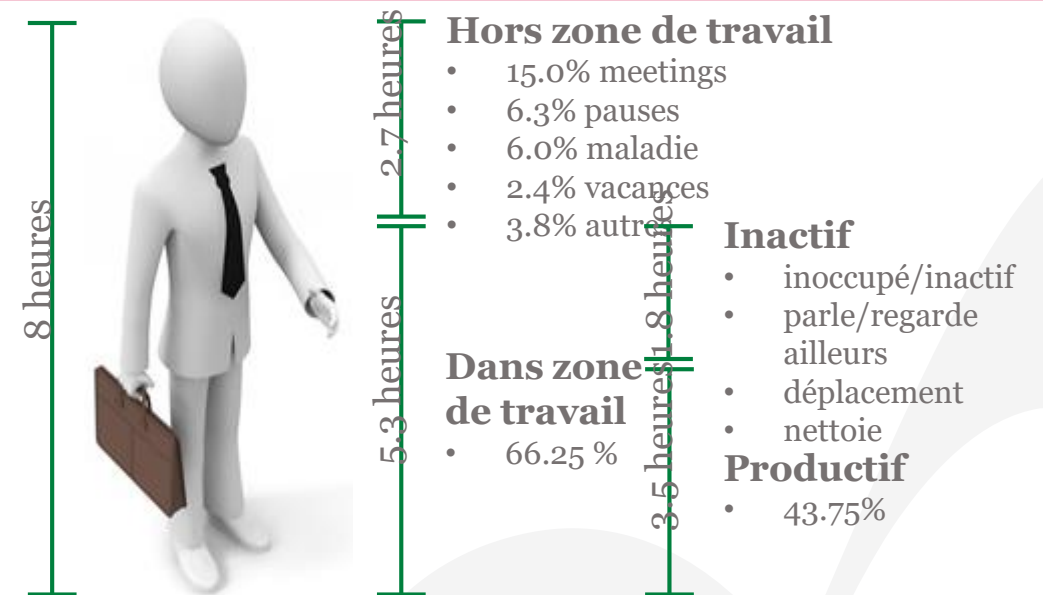 8 heures
2.7 heures
Hors zone de travail
• 15.0% meetings
• 6.3% pauses
• 6.0% maladie
• 2.4% vacances
• 3.8% autres
5.3 heures
Dans zone
de travail
• 66.25 %
1.8 heures
Inactif
• inoccupé/inactif
• parle/regarde
ailleurs
• déplacement
• nettoie
3.5 heures
Productif
• 43.75%